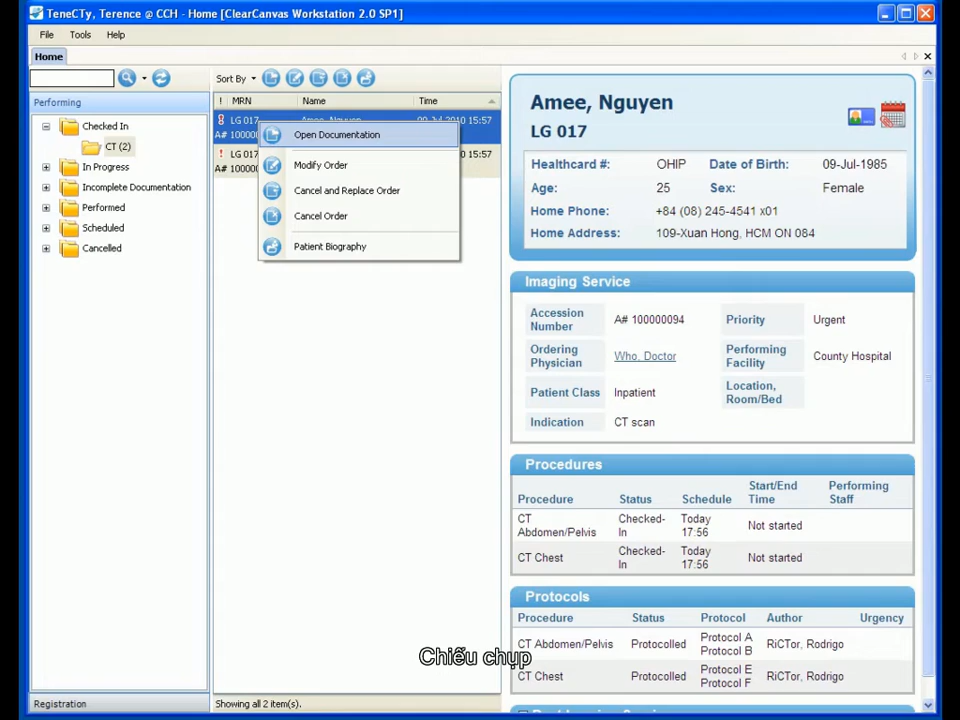 TeneCTy, Terence @ CCH - Home [ClearCanvas Workstation 2.0 SP1]
File Tools Help
Home
Sort By
Performing
! MRN Name Time
Checked In
CT (2)
In Progress
Incomplete Documentation
Performed
Scheduled
Cancelled
LG 017 Amee, Nguyen 09-Jul-2010 15:57
A#
! LG 15:57
A#
Open Documentation
Modify Order
Cancel and Replace Order
Cancel Order
Patient Biography
Amee, Nguyen
LG 017
Healthcard #: OHIP Date of Birth: 09-Jul-1985
Age: 25 Sex: Female
Home Phone: +84 (08) 245-4541 x01
Home Address: 109-Xuan Hong, HCM ON 084
Imaging Service
Accession Number A# 100000094 Priority Urgent
Ordering Physician Who, Doctor Performing Facility County Hospital
Patient Class Inpatient Location, Room/Bed
Indication CT scan
Procedures
Procedure Status Schedule Start/End Time Performing Staff
CT Abdomen/Pelvis Checked-In Today 17:56 Not started
CT Chest Checked-In Today 17:56 Not started
Protocols
Procedure Status Protocol Author Urgency
CT Abdomen/Pelvis Protocolled Protocol A Protocol B RiCTor, Rodrigo
CT Chest Protocolled Protocol E Protocol F RiCTor, Rodrigo
Chiếu chụp
Registration
Showing all 2 item(s).